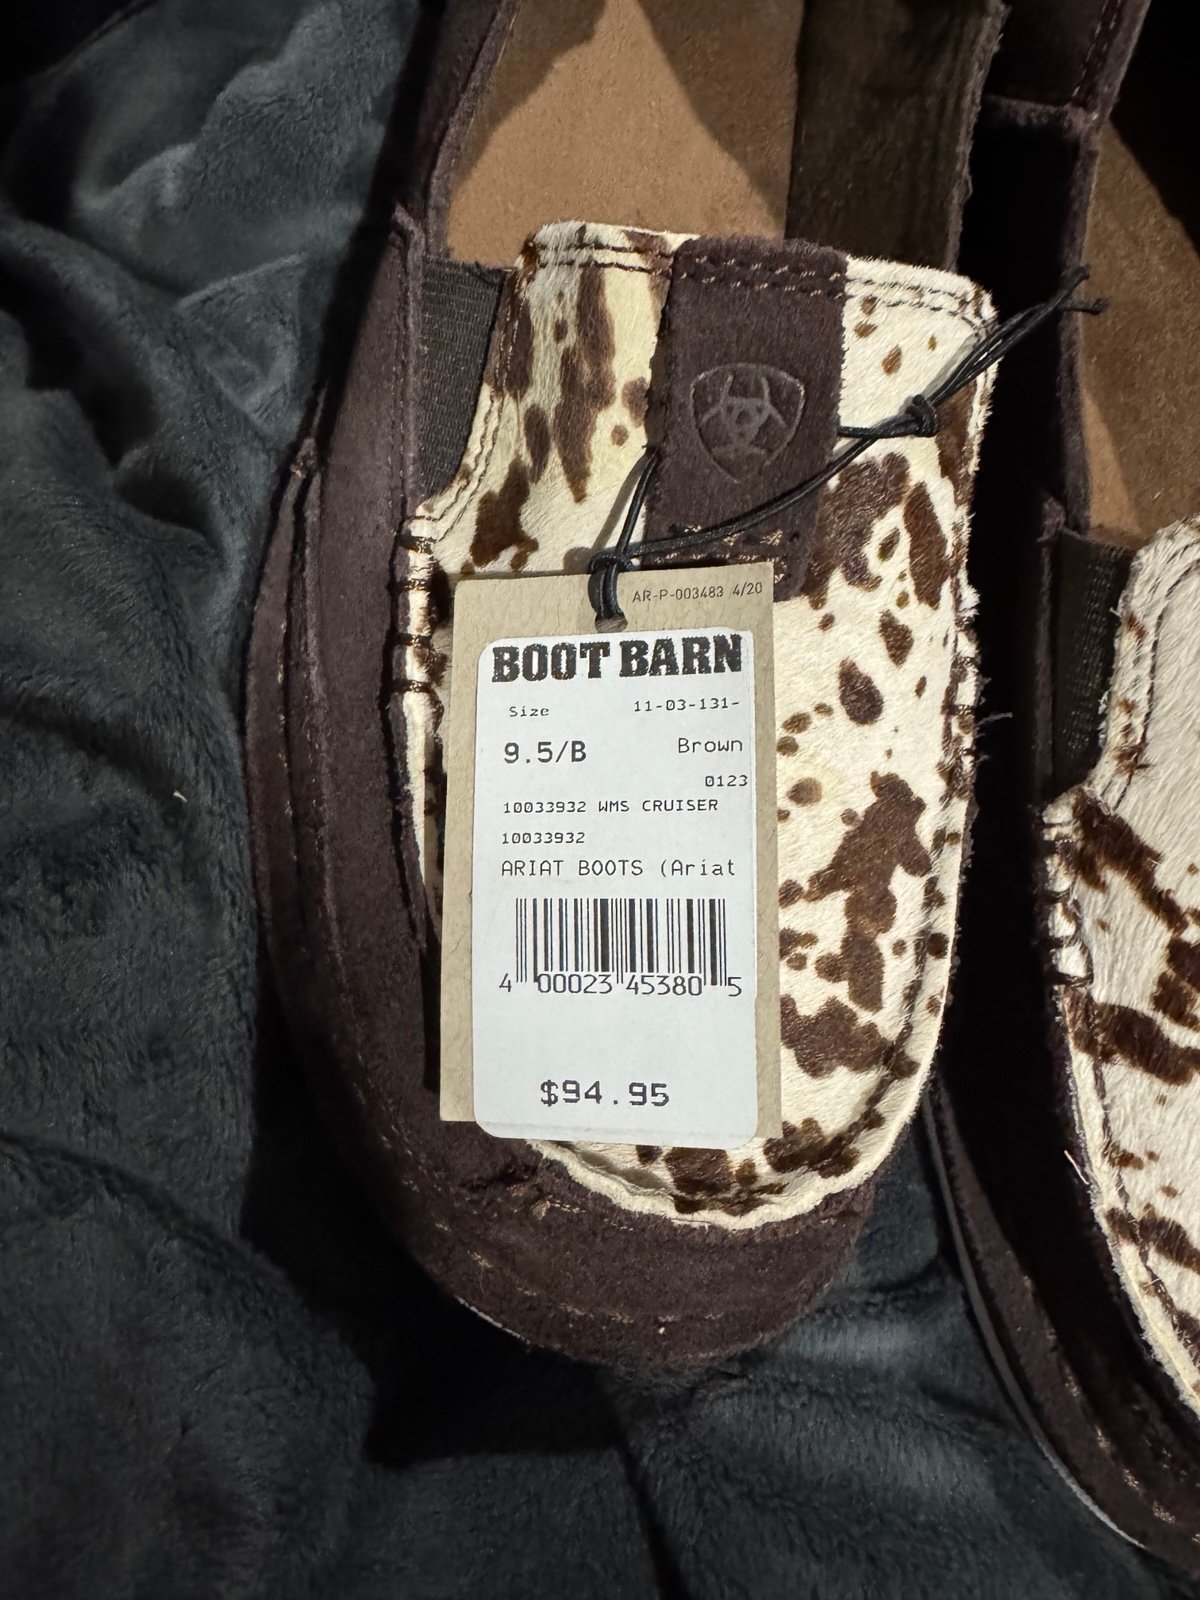 AR-P-003483 4/20
BOOT BARN
Size 11-03-131-
9.5/B Brown
0123
10033932 WMS CRUISER
10033932
ARIAT BOOTS (Ariat
4 00023 45380 5
$94.95